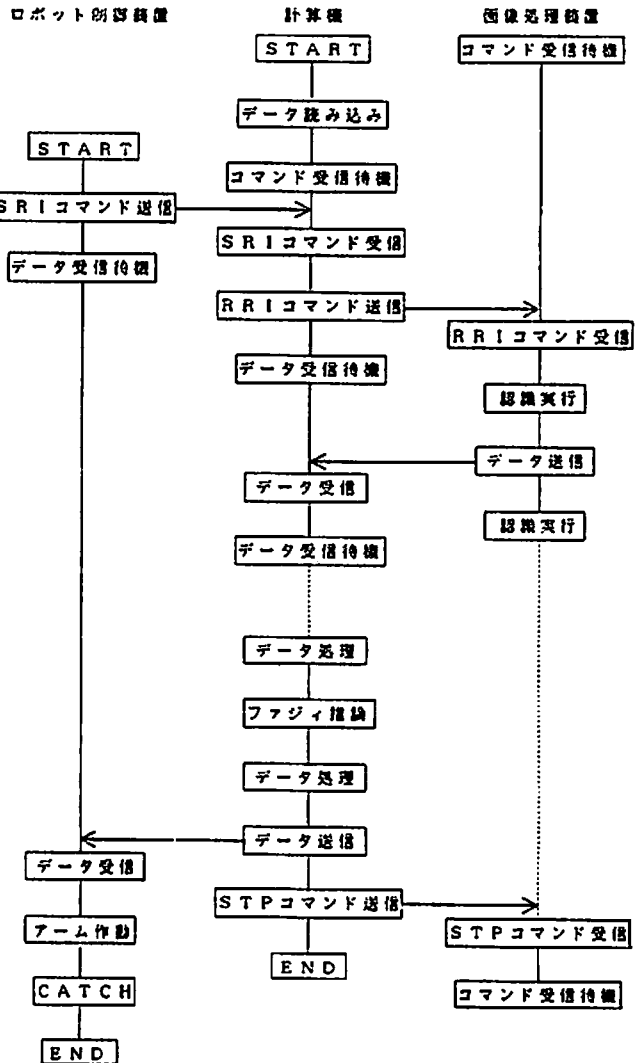 ロボット制御装置
計算機
画像処理装置
START
コマンド受信待機
データ読み込み
START
コマンド受信待機
SRIコマンド送信
SRIコマンド受信
データ受信待機
RRIコマンド送信
RRIコマンド受信
データ受信待機
認識実行
データ送信
データ受信
認識実行
データ受信待機
データ処理
ファジィ推論
データ処理
データ送信
データ受信
STPコマンド送信
アーム作動
STPコマンド受信
END
CATCH
コマンド受信待機
END